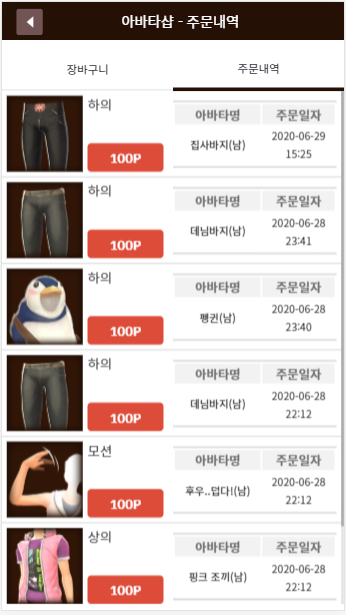 아바타샵 - 주문내역
장바구니 주문내역
하의
100P
아바타명 주문일자
집사바지(남) 2020-06-29 15:25
하의
100P
아바타명 주문일자
데님바지(남) 2020-06-28 23:41
100P
하의
아바타명 주문일자
펭귄(남) 2020-06-28 23:40
하의
100P
아바타명 주문일자
데님바지(남) 2020-06-28 22:12
모션
100P
아바타명 주문일자
후우..덥다!(남) 2020-06-28 22:12
상의
100P
아바타명 주문일자
핑크 조끼(남) 2020-06-28 22:12